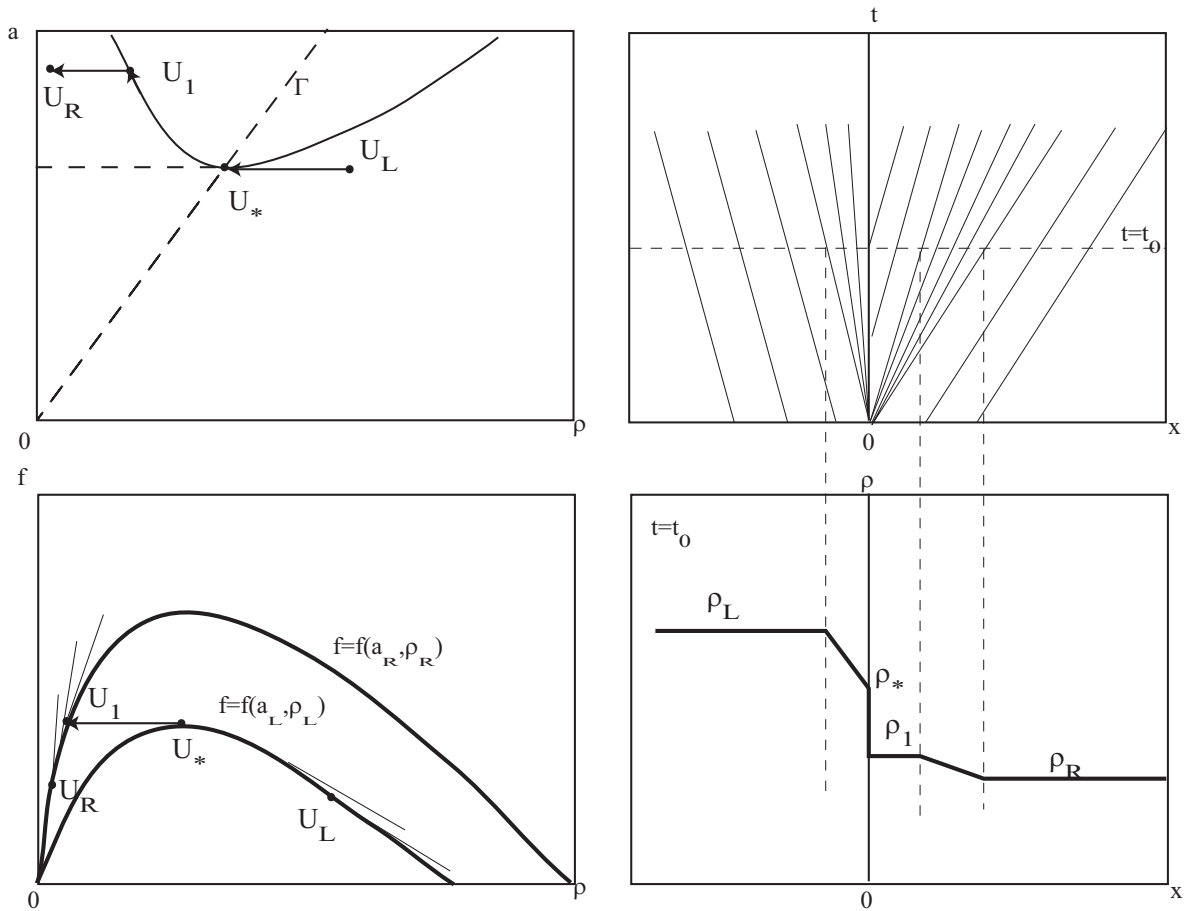 a
U_R
U_1
Γ
U_L
U_*
0
ρ
t
t=t_o
0
x
f
f=f(a_R,ρ_R)
f=f(a_L,ρ_L)
U_1
U_*
U_R
U_L
0
ρ
ρ
t=t_o
ρ_L
ρ_*
ρ_1
ρ_R
0
x